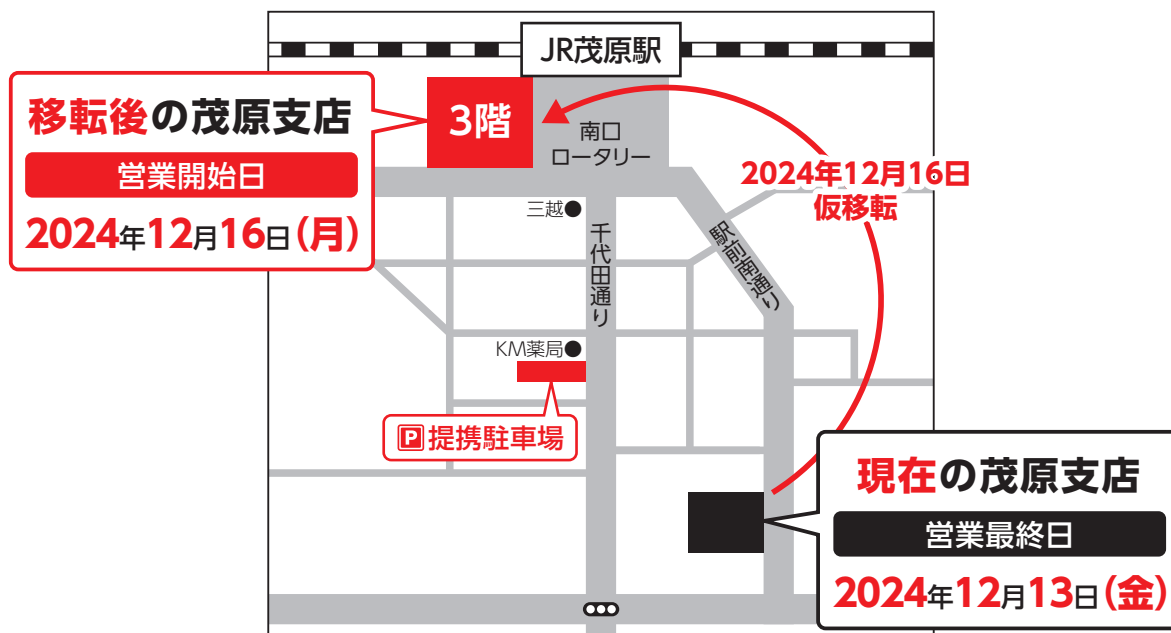 JR茂原駅
移転後の茂原支店
営業開始日
2024年12月16日(月)
3階
南口
ロータリー
2024年12月16日
仮移転
三越
千代田通り
駅前南通り
KM薬局
P提携駐車場
現在の茂原支店
営業最終日
2024年12月13日(金)